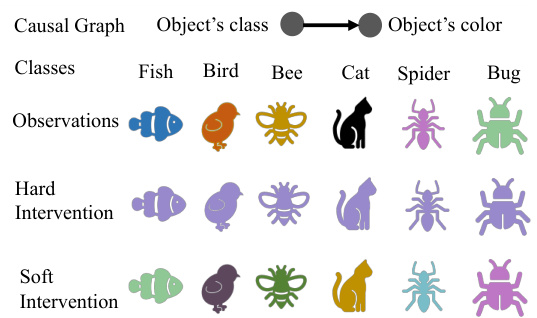 Causal Graph Object's class Object's color
Classes
Fish Bird Bee Cat Spider Bug
Observations
Hard
Intervention
Soft
Intervention